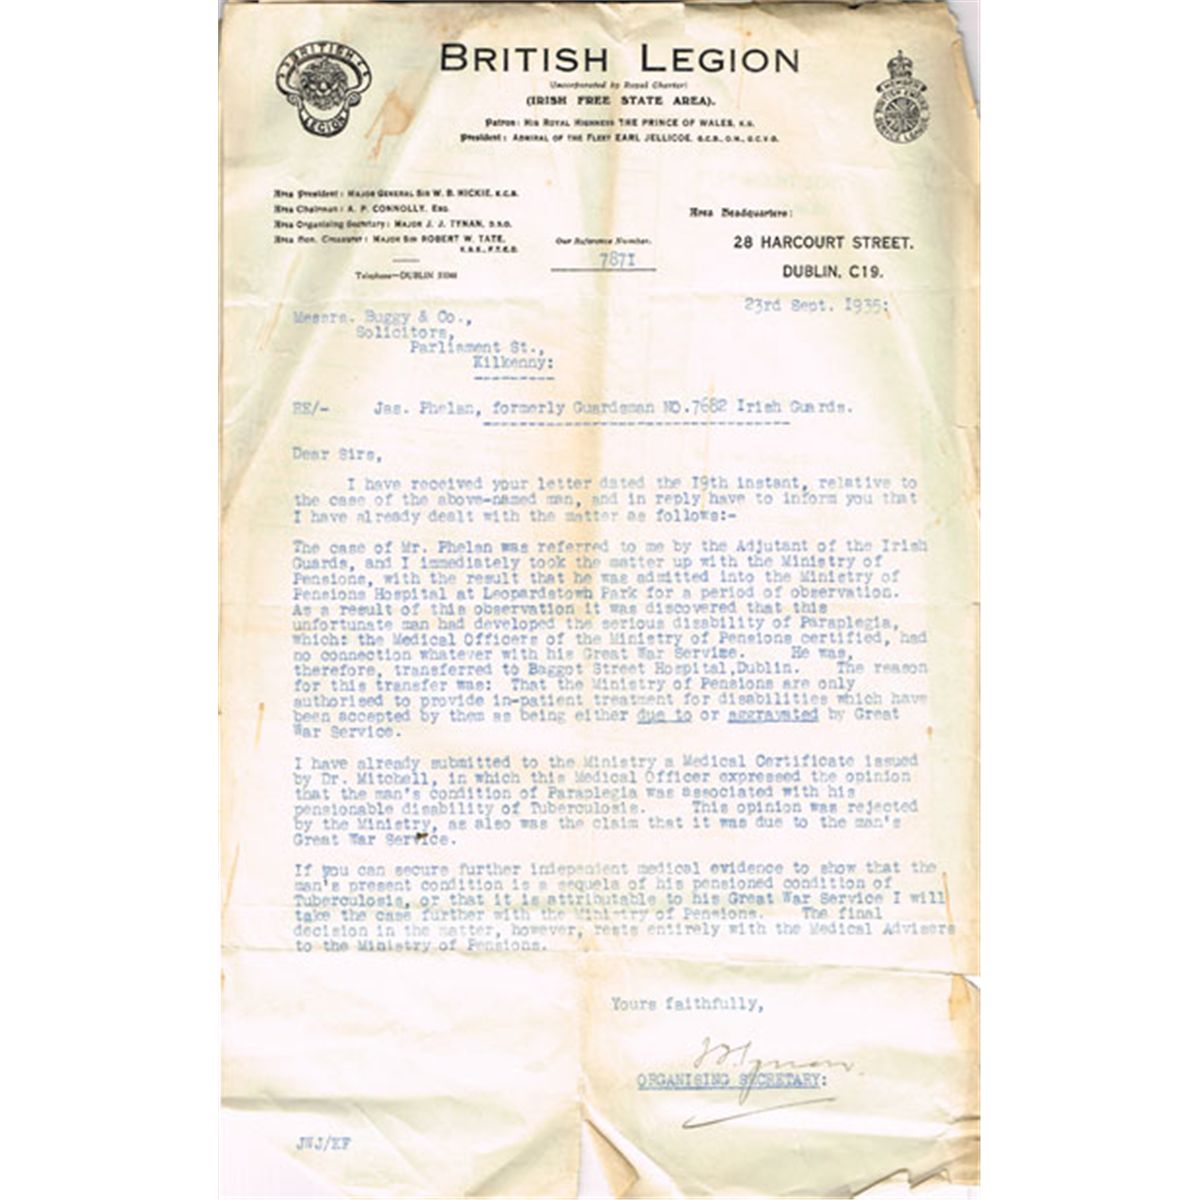 BRITISH LEGION
BRITISH LEGION
(Incorporated by Royal Charter)
(IRISH FREE STATE AREA).
Patron: HIS ROYAL HIGHNESS THE PRINCE OF WALES, K.G.
President: ADMIRAL OF THE FLEET EARL JELLICOE, G.C.B., O.M., G.C.V.O.
Area President: MAJOR GENERAL SIR W. B. HICKIE, K.C.B.
Area Chairman: A. P. CONNOLLY, ESQ.
Area Organising Secretary: MAJOR J. J. TYNAN, D.S.O.
Area Hon. Treasurer: MAJOR SIR ROBERT W. TATE,
K.B.E., F.T.C.D.
Telephone—DUBLIN
Our Reference Number.
7871
Area Headquarters:
28 HARCOURT STREET,
DUBLIN, C19.
23rd Sept. 1935:
Messrs. Buggy & Co.,
Solicitors,
Parliament St.,
Kilkenny:
RE/- Jas. Phelan, formerly Guardsman NO.7682 Irish Guards.
Dear Sirs,
I have received your letter dated the 19th instant, relative to
the case of the above-named man, and in reply have to inform you that
I have already dealt with the matter as follows:-
The case of Mr. Phelan was referred to me by the Adjutant of the Irish
Guards, and I immediately took the matter up with the Ministry of
Pensions, with the result that he was admitted into the Ministry of
Pensions Hospital at Leopardstown Park for a period of observation.
As a result of this observation it was discovered that this
unfortunate man had developed the serious disability of Paraplegia,
which: the Medical Officers of the Ministry of Pensions certified, had
no connection whatever with his Great War Service. He was,
therefore, transferred to Baggot Street Hospital,Dublin. The reason
for this transfer was: That the Ministry of Pensions are only
authorised to provide in-patient treatment for disabilities which have
been accepted by them as being either due to or aggravated by Great
War Service.
I have already submitted to the Ministry a Medical Certificate issued
by Dr. Mitchell, in which this Medical Officer expressed the opinion
that the man's condition of Paraplegia was associated with his
pensionable disability of Tuberculosis. This opinion was rejected
by the Ministry, as also was the claim that it was due to the man's
Great War Service.
If you can secure further independent medical evidence to show that the
man's present condition is a sequela of his pensioned condition of
Tuberculosis, or that it is attributable to his Great War Service I will
take the case further with the Ministry of Pensions. The final
decision in the matter, however, rests entirely with the Medical Advisers
to the Ministry of Pensions.
Yours faithfully,
J J Tynan
ORGANISING SECRETARY:
JWJ/KF